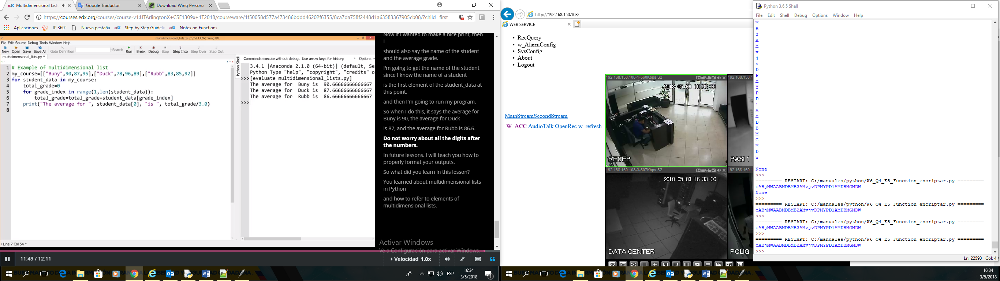 Multidimensional List
Google Traductor
Download Wing Personal
https://courses.edx.org/courses/course-v1:UTArlingtonX+CSE1309x+1T2018/courseware/1f50058d577a473486bddd46202f6355/8ca7da758f2448d1a63583367905cb08/?child=first
Aplicaciones
IP 360°
Nueva pestaña
Step by Step Guideli
Notes on Functions
multidimensional_lists.py (c:\CSE1309x): Wing IDE
File Edit Source Debug Tools Window Help
New Open Save Save All Goto Definition Search Run Break Debug Stop Step Into Step Over Step Out
multidimensional_lists.py *
1 # Example of multidimensional list
2 my_course=[["Buny",90,87,95],["Duck",78,96,89],["Rubb",83,85,92]]
3 for student_data in my_course:
4 total_grade=0
5 for grade_index in range(1,len(student_data)):
6 total_grade=total_grade+student_data[grade_index]
7 print("The average for ", student_data[0], "is ", total_grade/3.0)
8
Line 7 Col 54 *
Python Shell
Commands execute without debug. Use arrow keys for history.
Options
3.4.1 |Anaconda 2.1.0 (64-bit)| (default, Se
Python Type "help", "copyright", "credits" o
>>> [evaluate multidimensional_lists.py]
The average for  Buny is  90.66666666666667
The average for  Duck is  87.66666666666667
The average for  Rubb is  86.66666666666667
>>>
Now if I wanted to make a nice print, then
I
should also say the name of the student
and the average grade.
I'm going to get the name of the student
since I know the name of a student
is the first element of the student_data at
this point,
and then I'm going to run my program.
So when I do this, it says the average for
Buny is 90, the average for Duck
is 87, and the average for Rubb is 86.6.
Do not worry about all the digits after
the numbers.
In future lessons, I will teach you how to
properly format your outputs.
So what did you learn in this lesson?
You learned about multidimensional lists
in Python
and how to refer to elements of
multidimensional lists.
Activar Windows
Ve a Configuración para activar Windows.
11:49 / 12:11
Velocidad 1.0x
ESP
16:34
3/5/2018
1
http://192.168.150.108/
WEB SERVICE
RecQuery
w_AlarmConfig
SysConfig
About
Logout
MainStreamSecondStream
W_ACC AudioTalk OpenRec w_refresh
192.168.150.108-1-560Kbps S2
2018-05-03 16:33:30
RECEP
192.168.150.1
PASI 1
192.168.150.108-3-507Kbps S2
2018-05-03 16 33:30
DATA CENTER
192.168.150.1
POLIG
HD
25
36
Python 3.6.5 Shell
File Edit Shell Debug Options Window Help
M
B
2
A
M
v
j
v
D
P
M
Y
P
D
l
A
M
D
B
M
G
M
D
W
None
>>>
========= RESTART: C:/manuales/python/W6_Q4_E5_Function_encriptar.py =========
oABjMWAABMDBMB2AMvjvDPMYPDlAMDBMGMDW
None
>>>
========= RESTART: C:/manuales/python/W6_Q4_E5_Function_encriptar.py =========
oABjMWAABMDBMB2AMvjvDPMYPDlAMDBMGMDW
>>>
========= RESTART: C:/manuales/python/W6_Q4_E5_Function_encriptar.py =========
oABjMWAABMDBMB2AMvjvDPMYPDlAMDBMGMDW
>>>
========= RESTART: C:/manuales/python/W6_Q4_E5_Function_encriptar.py =========
oABjMWAABMDBMB2AMvjvDPMYPDlAMDBMGMDW
>>>
Ln: 22590 Col: 4
16:34
3/5/2018